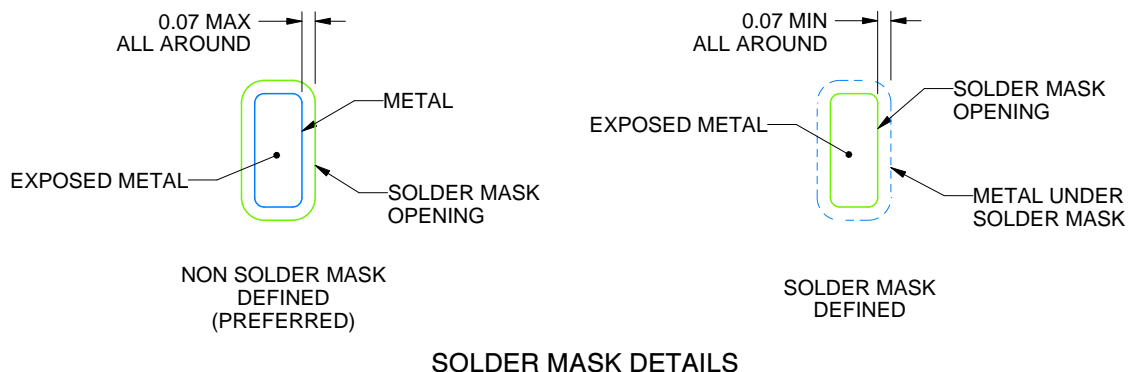 0.07 MAX
ALL AROUND
METAL
EXPOSED METAL
SOLDER MASK
OPENING
NON SOLDER MASK
DEFINED
(PREFERRED)
0.07 MIN
ALL AROUND
SOLDER MASK
OPENING
EXPOSED METAL
METAL UNDER
SOLDER MASK
SOLDER MASK
DEFINED
SOLDER MASK DETAILS